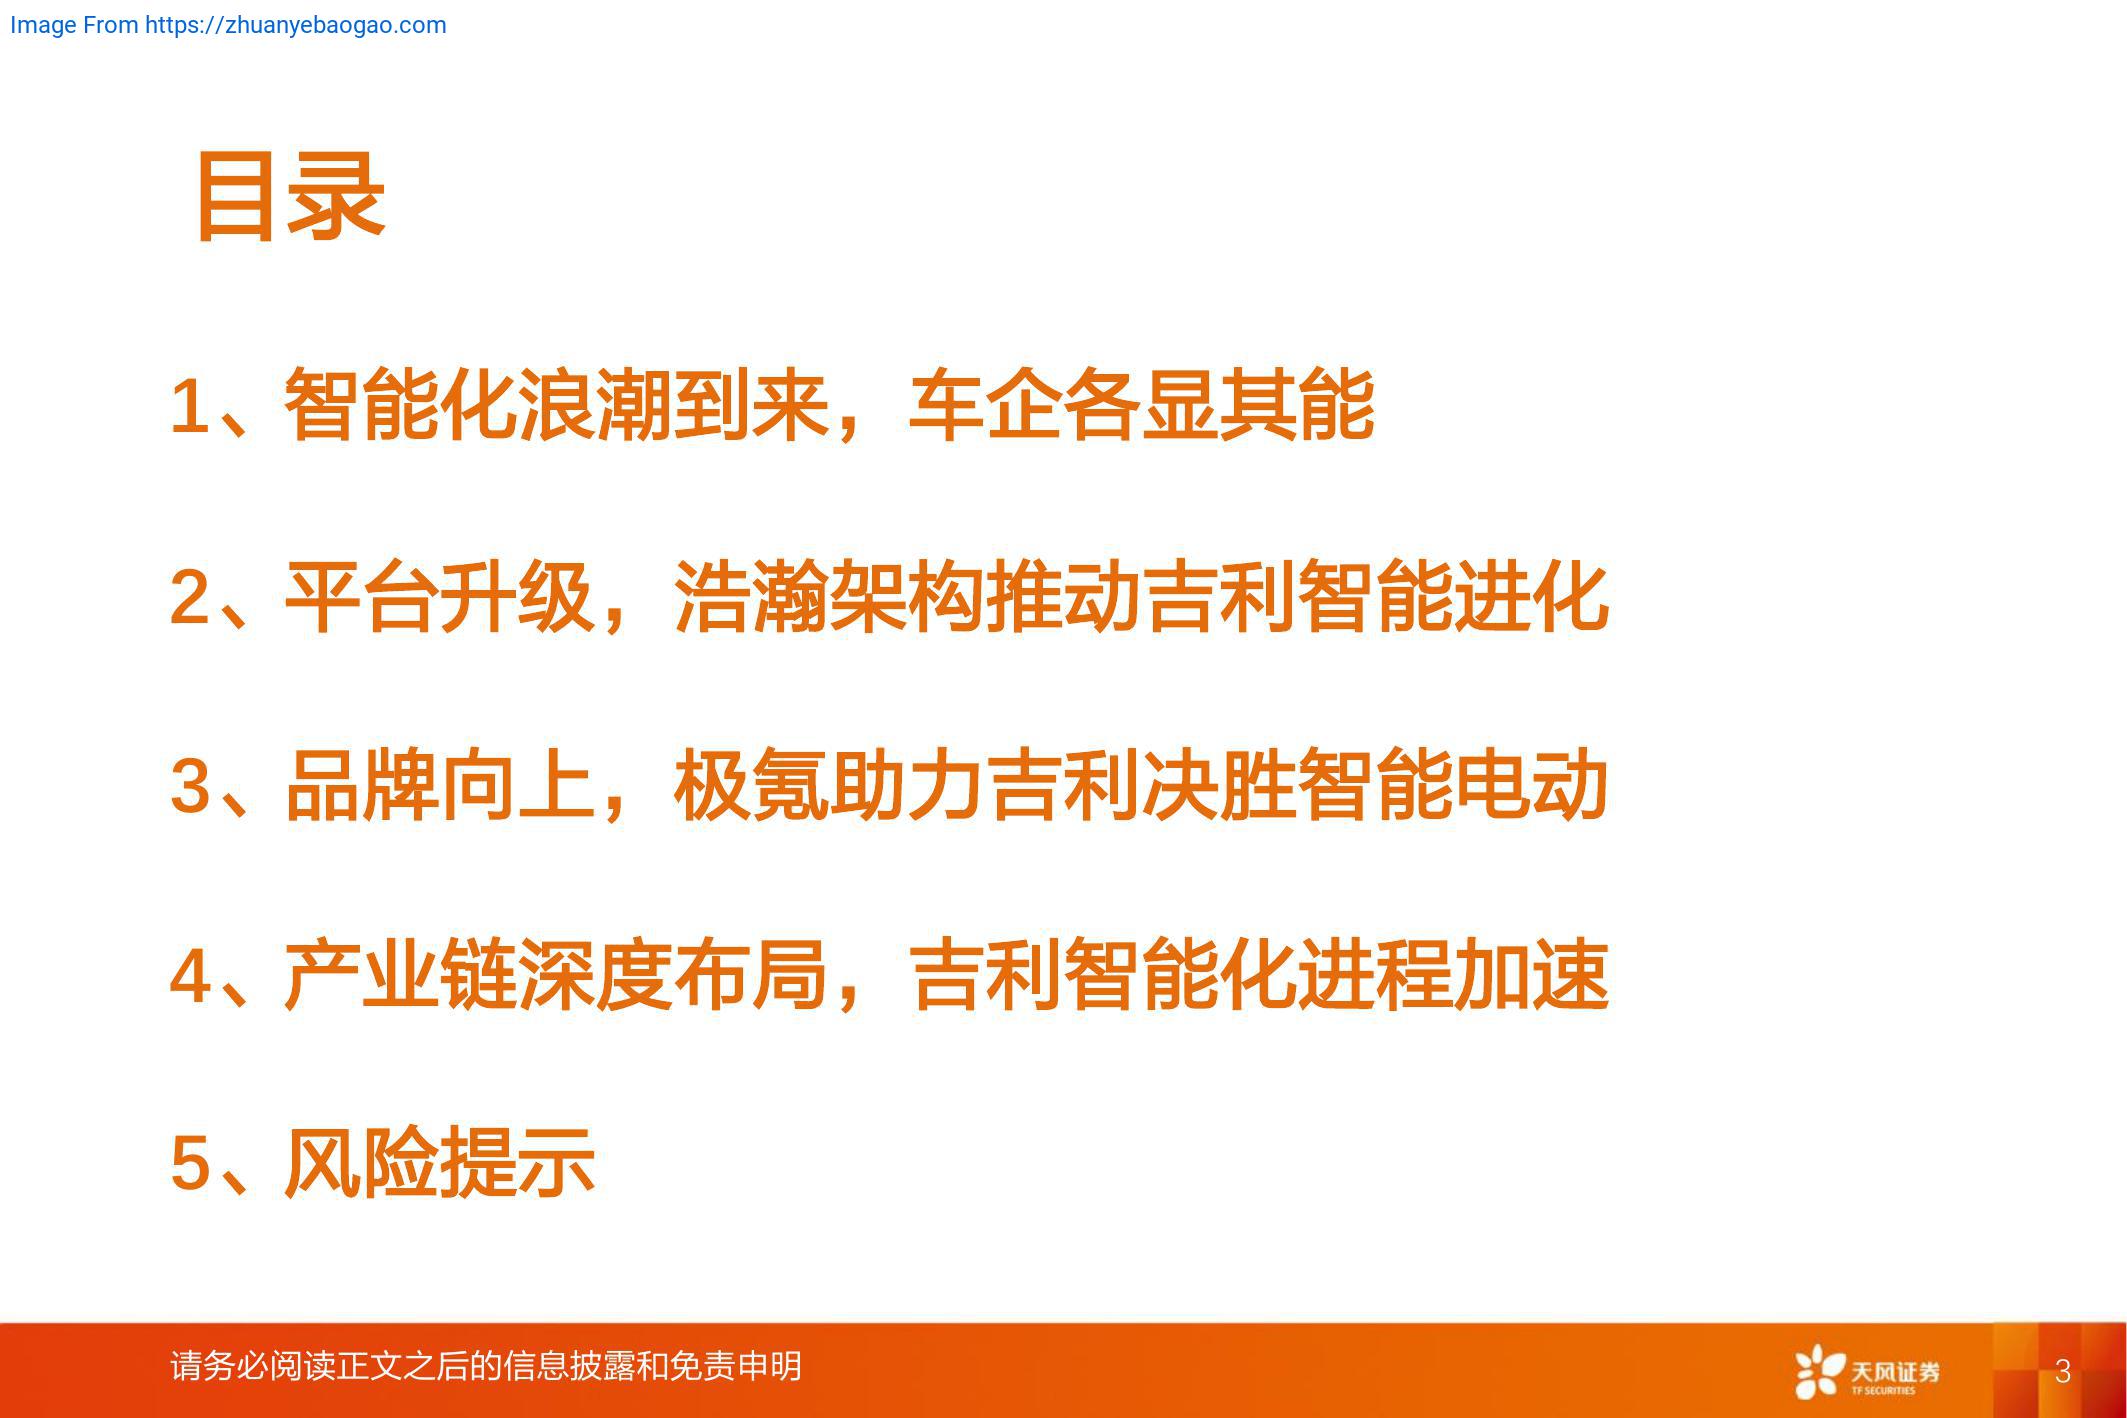 Image From https://zhuanyebaogao.com
目录
1、智能化浪潮到来，车企各显其能
2、平台升级，浩瀚架构推动吉利智能进化
3、品牌向上，极氪助力吉利决胜智能电动
4、产业链深度布局，吉利智能化进程加速
5、风险提示
请务必阅读正文之后的信息披露和免责申明
天风证券
TF SECURITIES
3